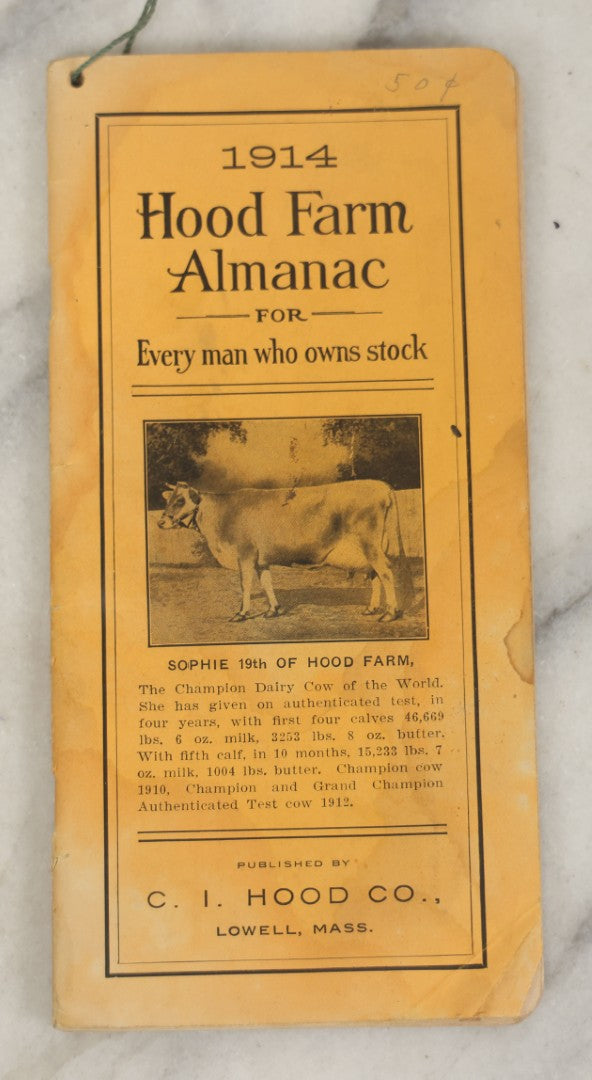 50¢
1914
Hood Farm
Almanac
FOR
Every man who owns stock
SOPHIE 19th OF HOOD FARM,
The Champion Dairy Cow of the World.
She has given on authenticated test, in
four years, with first four calves 46,669
lbs. 6 oz. milk, 3253 lbs. 8 oz. butter.
With fifth calf, in 10 months, 15,233 lbs. 7
oz. milk, 1004 lbs. butter. Champion cow
1910, Champion and Grand Champion
Authenticated Test cow 1912.
PUBLISHED BY
C. I. HOOD CO.,
LOWELL, MASS.